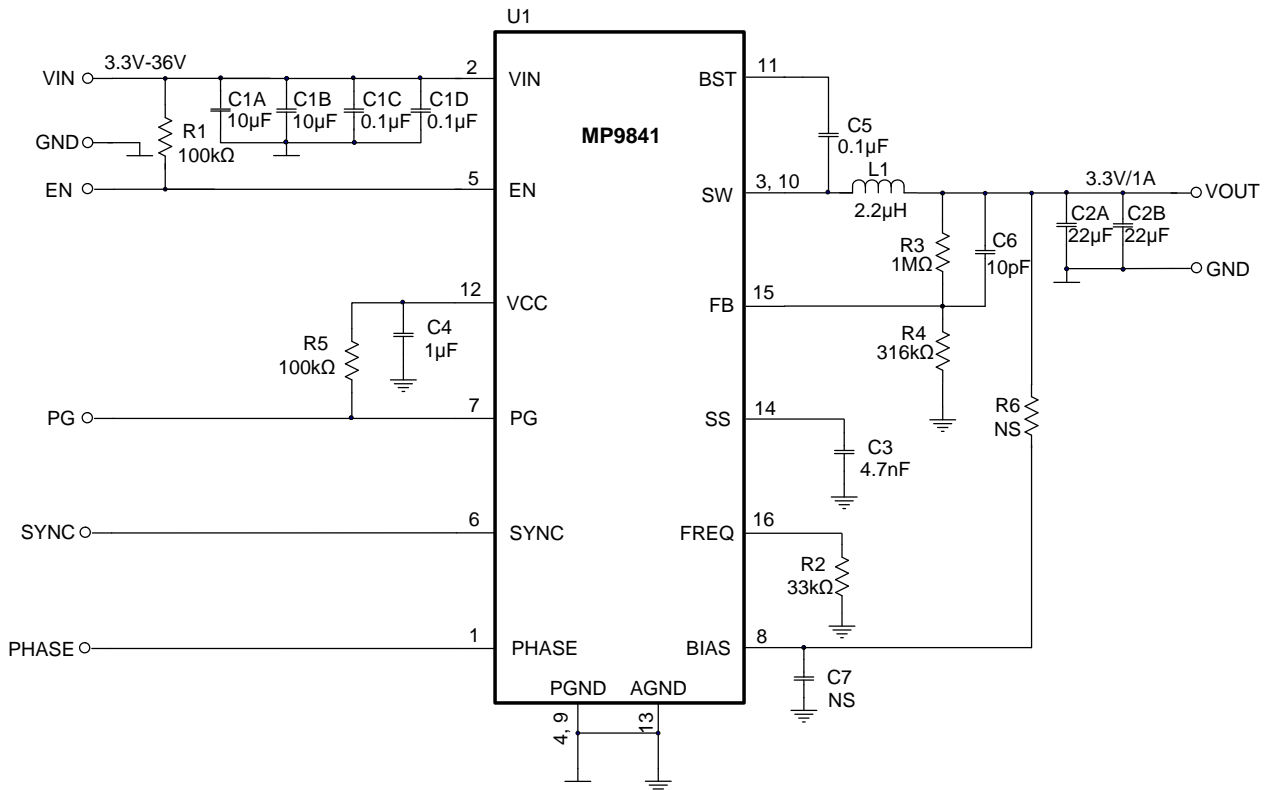 U1
VIN
3.3V-36V
2
VIN
C1A
10µF
C1B
10µF
C1C
0.1µF
C1D
0.1µF
GND
R1
100kΩ
EN
5
EN
MP9841
BST
11
C5
0.1µF
L1
2.2µH
SW
3, 10
3.3V/1A
VOUT
C2A
22µF
C2B
22µF
GND
R3
1MΩ
C6
10pF
FB
15
R4
316kΩ
12
VCC
C4
1µF
R5
100kΩ
PG
7
PG
SS
14
C3
4.7nF
R6
NS
SYNC
6
SYNC
FREQ
16
R2
33kΩ
PHASE
1
PHASE
BIAS
8
C7
NS
PGND
AGND
4, 9
13